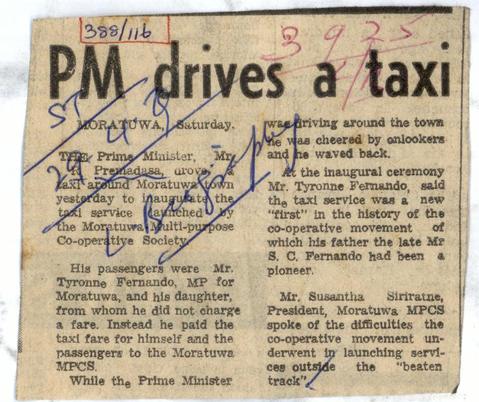 388/116
3925
PM drives a taxi
MORATUWA, Saturday.
THE Prime Minister, Mr
R. Premadasa drove a
taxi around Moratuwa town
yesterday to inaugurate the
taxi service launched by
the Moratuwa Multi-purpose
Co-operative Society.
His passengers were Mr.
Tyronne Fernando, MP for
Moratuwa, and his daughter,
from whom he did not charge
a fare. Instead he paid the
taxi fare for himself and the
passengers to the Moratuwa
MPCS.
While the Prime Minister
was driving around the town
he was cheered by onlookers
and he waved back.
At the inaugural ceremony
Mr. Tyronne Fernando, said
the taxi service was a new
"first" in the history of the
co-operative movement of
which his father the late Mr
S. C. Fernando had been a
pioneer.
Mr. Susantha Siriratne,
President, Moratuwa MPCS
spoke of the difficulties the
co-operative movement un-
derwent in launching servi-
ces outside the "beaten
track".